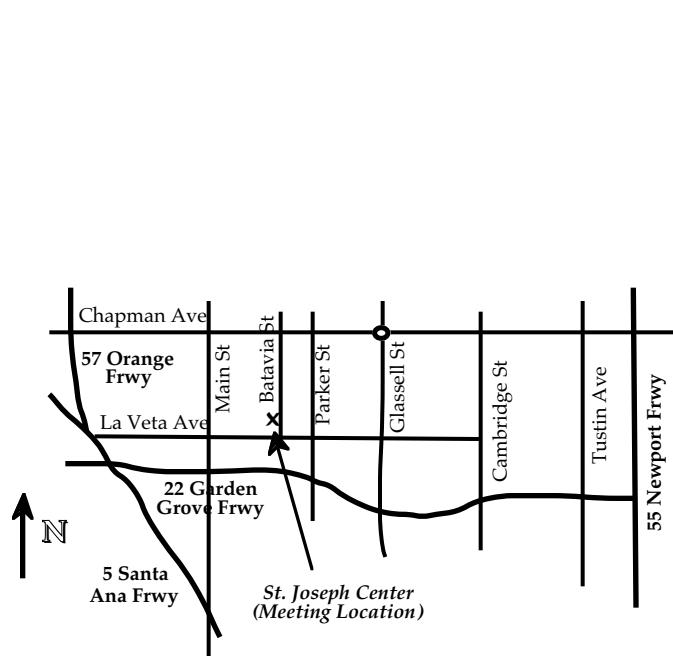 Chapman Ave
57 Orange
Frwy
Main St
Batavia St
Parker St
Glassell St
Cambridge St
Tustin Ave
55 Newport Frwy
La Veta Ave
22 Garden
Grove Frwy
N
5 Santa
Ana Frwy
St. Joseph Center
(Meeting Location)